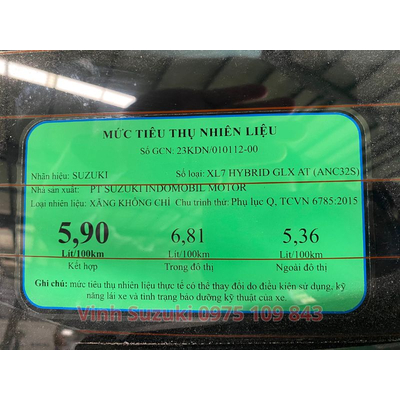 MỨC TIÊU THỤ NHIÊN LIỆU
Số GCN: 23KDN/010112-00
Nhãn hiệu: SUZUKI Số loại: XL7 HYBRID GLX AT (ANC32S)
Nhà sản xuất: PT SUZUKI INDOMOBIL MOTOR
Loại nhiên liệu: XĂNG KHÔNG CHÌ Chu trình thử: Phụ lục Q, TCVN 6785:2015
5,90 6,81 5,36
Lít/100km Lít/100km Lít/100km
Kết hợp Trong đô thị Ngoài đô thị
Ghi chú: mức tiêu thụ nhiên liệu thực tế có thể thay đổi do điều kiện sử dụng, kỹ
năng lái xe và tình trạng bảo dưỡng kỹ thuật của xe.
Vinh Suzuki 0975 109 843